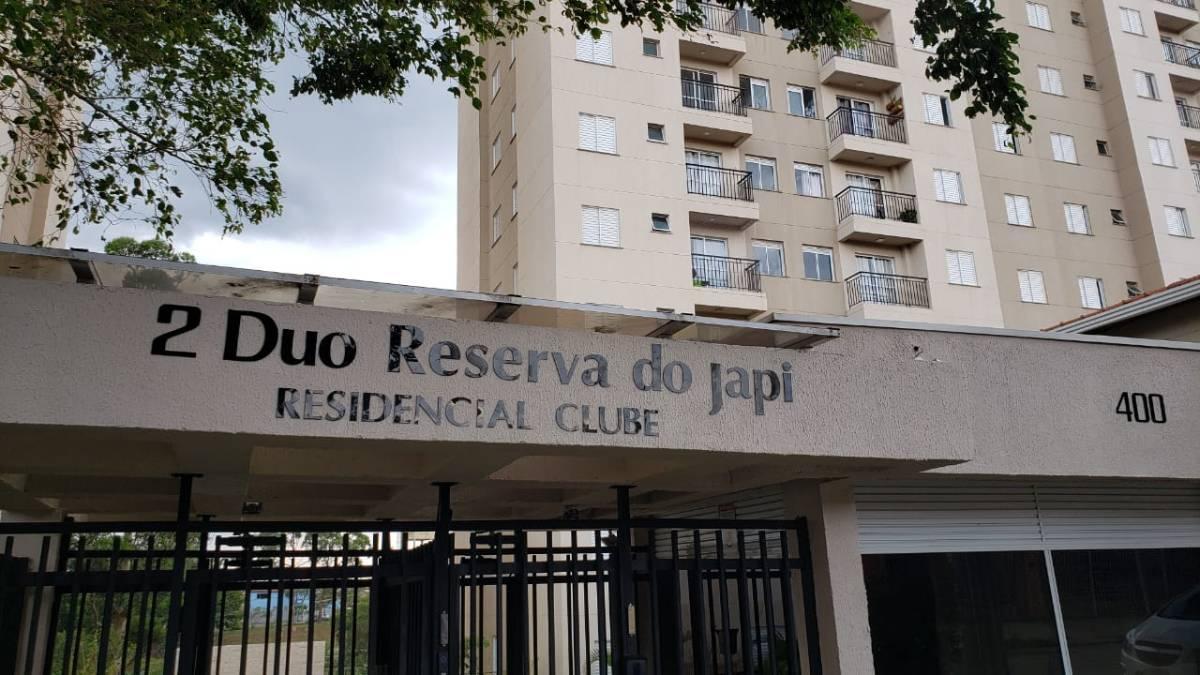 2 Duo Reserva do Japi
RESIDENCIAL CLUBE
400